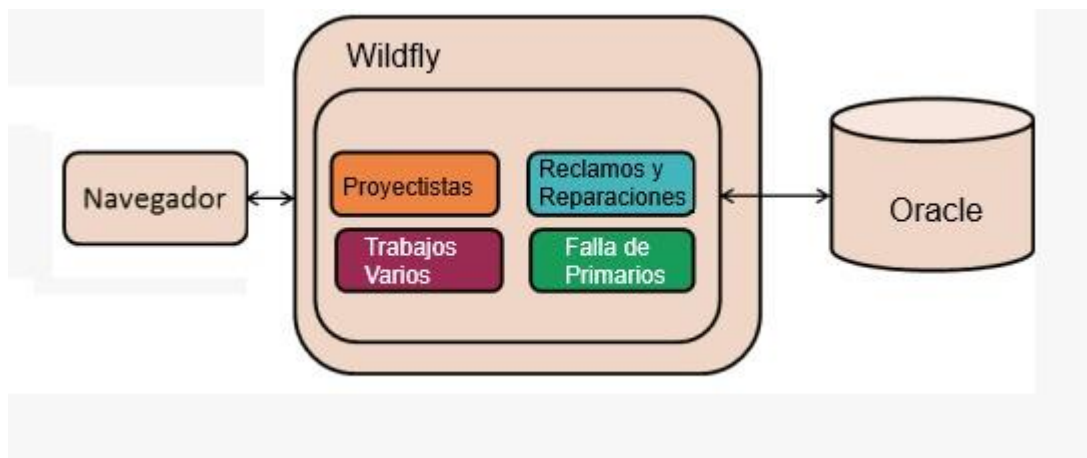 Wildfly
Navegador
Proyectistas
Reclamos y
Reparaciones
Trabajos
Varios
Falla de
Primarios
Oracle